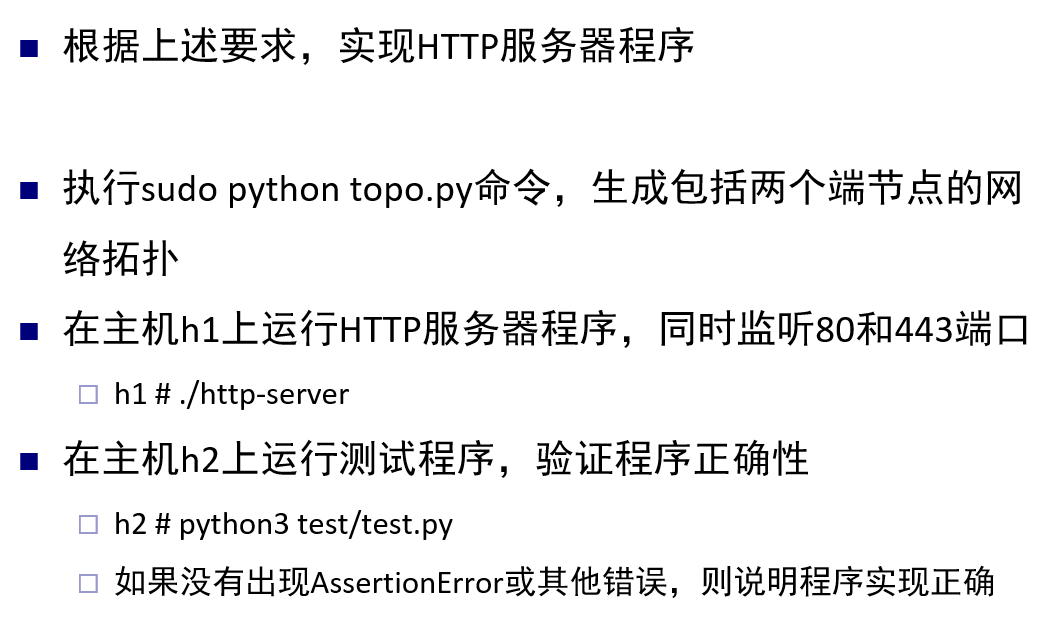 根据上述要求，实现HTTP服务器程序
执行sudo python topo.py命令，生成包括两个端节点的网
络拓扑
在主机h1上运行HTTP服务器程序，同时监听80和443端口
h1 # ./http-server
在主机h2上运行测试程序，验证程序正确性
h2 # python3 test/test.py
如果没有出现AssertionError或其他错误，则说明程序实现正确